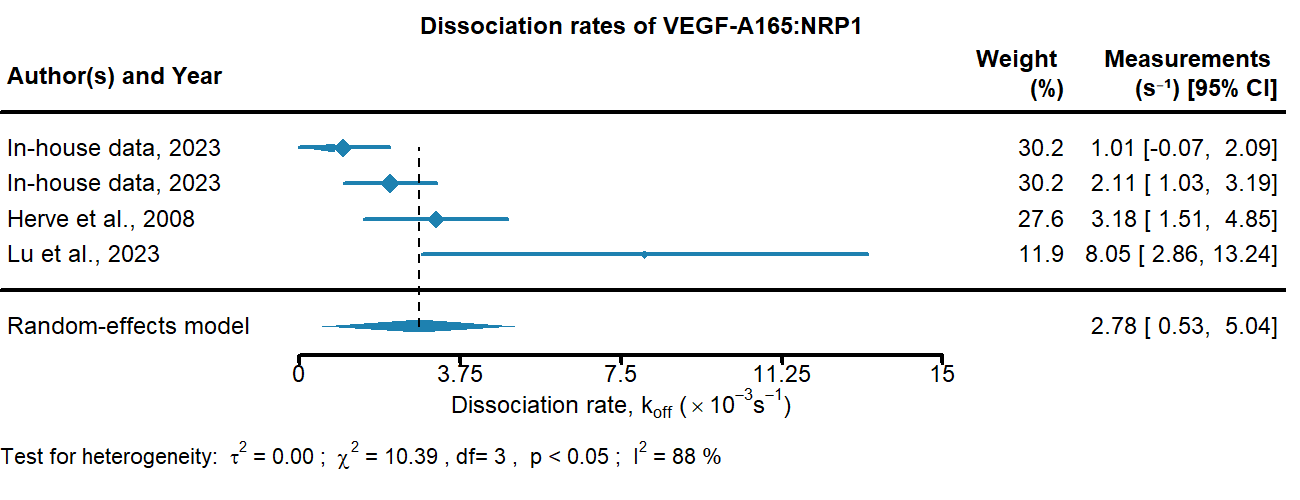 Dissociation rates of VEGF-A165:NRP1
Author(s) and Year Weight (%) Measurements (s⁻¹) [95% CI]
In-house data, 2023 30.2 1.01 [-0.07, 2.09]
In-house data, 2023 30.2 2.11 [ 1.03, 3.19]
Herve et al., 2008 27.6 3.18 [ 1.51, 4.85]
Lu et al., 2023 11.9 8.05 [ 2.86, 13.24]
Random-effects model 2.78 [ 0.53, 5.04]
0 3.75 7.5 11.25 15
Dissociation rate, k_off (× 10⁻³s⁻¹)
Test for heterogeneity: τ² = 0.00 ; χ² = 10.39 , df= 3 , p < 0.05 ; I² = 88 %